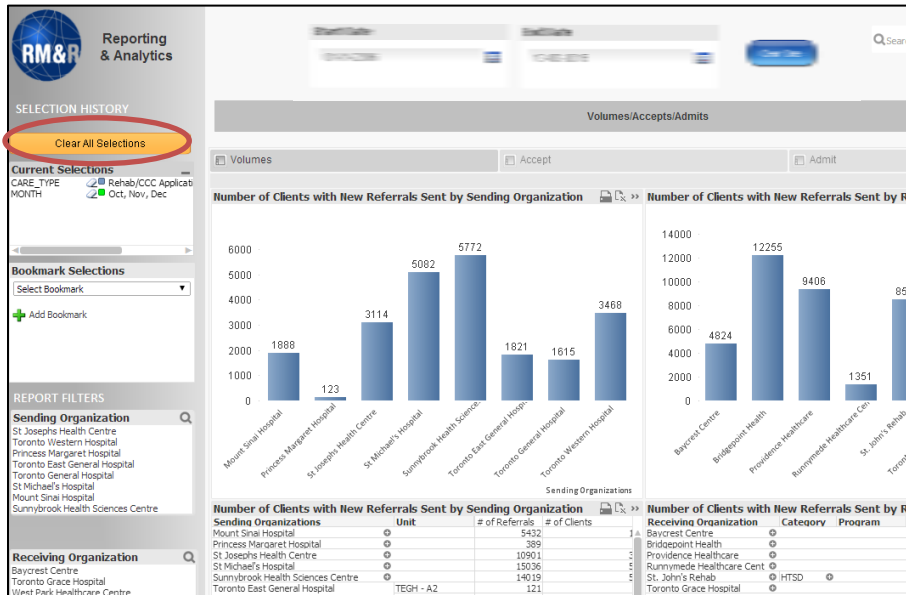 RM&R
Reporting
& Analytics
Sear
SELECTION HISTORY
Clear All Selections
Volumes/Accepts/Admits
Volumes
Accept
Admit
Current Selections
CARE_TYPE Rehab/CCC Applicati
MONTH Oct, Nov, Dec
Bookmark Selections
Select Bookmark
Add Bookmark
REPORT FILTERS
Sending Organization
St Josephs Health Centre
Toronto Western Hospital
Princess Margaret Hospital
Toronto East General Hospital
Toronto General Hospital
St Michael's Hospital
Mount Sinai Hospital
Sunnybrook Health Sciences Centre
Receiving Organization
Baycrest Centre
Toronto Grace Hospital
West Park Healthcare Centre
Number of Clients with New Referrals Sent by Sending Organization
6000
5000
4000
3000
2000
1000
0
1888
123
3114
5082
5772
1821
1615
3468
Mount Sinai Hospital
Princess Margaret Hospital
St Josephs Health Centre
St Michael's Hospital
Sunnybrook Health Science.
Toronto East General Hospi.
Toronto General Hospital
Toronto Western Hospital
Sending Organizations
Number of Clients with New Referrals Sent by R
14000
12000
10000
8000
6000
4000
2000
0
4824
12255
9406
1351
85
Baycrest Centre
Bridgepoint Health
Providence Healthcare
Runnymede Healthcare Cen
St. John's Rehab
Toron
Number of Clients with New Referrals Sent by Sending Organization
Sending Organizations Unit # of Referrals # of Clients
Mount Sinai Hospital 5432 1
Princess Margaret Hospital 389
St Josephs Health Centre 10901 3
St Michael's Hospital 15036 5
Sunnybrook Health Sciences Centre 14019 5
Toronto East General Hospital TEGH - A2 121
Number of Clients with New Referrals Sent by R
Receiving Organization Category Program
Baycrest Centre
Bridgepoint Health
Providence Healthcare
Runnymede Healthcare Cent
St. John's Rehab HTSD
Toronto Grace Hospital